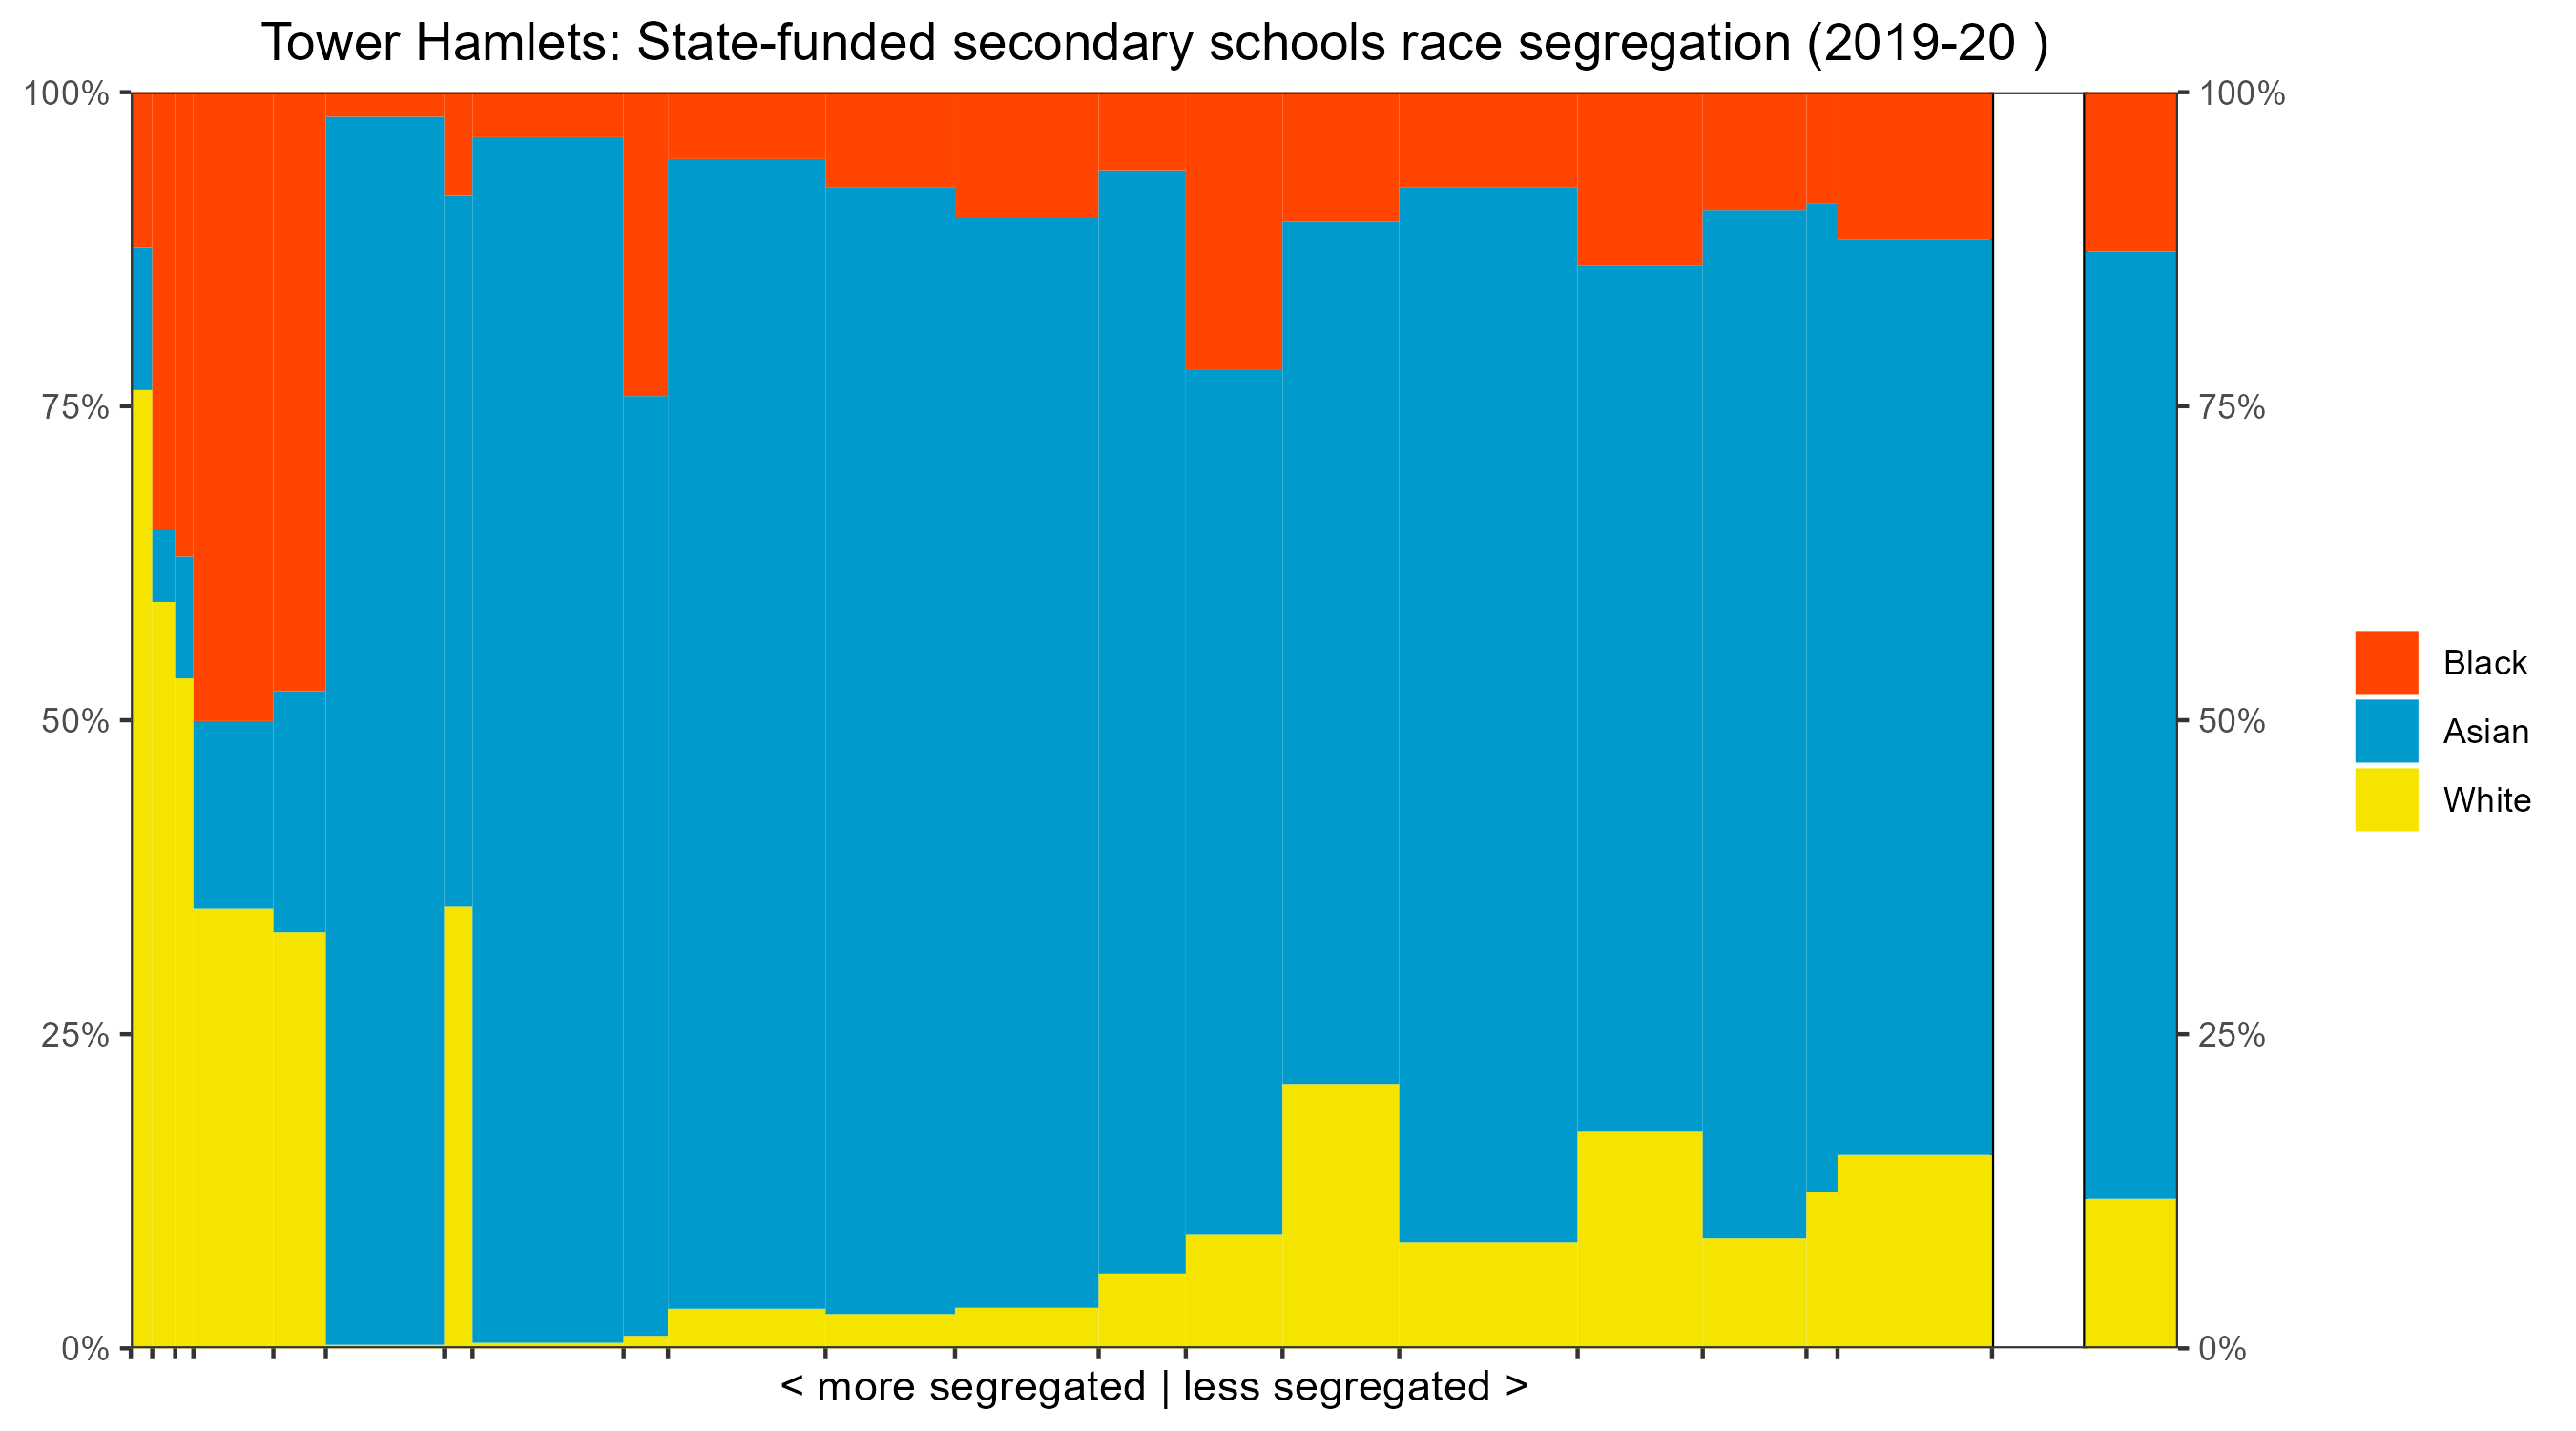 Tower Hamlets: State-funded secondary schools race segregation (2019-20 )
100%
75%
50%
25%
0%
100%
75%
50%
25%
0%
Black
Asian
White
< more segregated | less segregated >